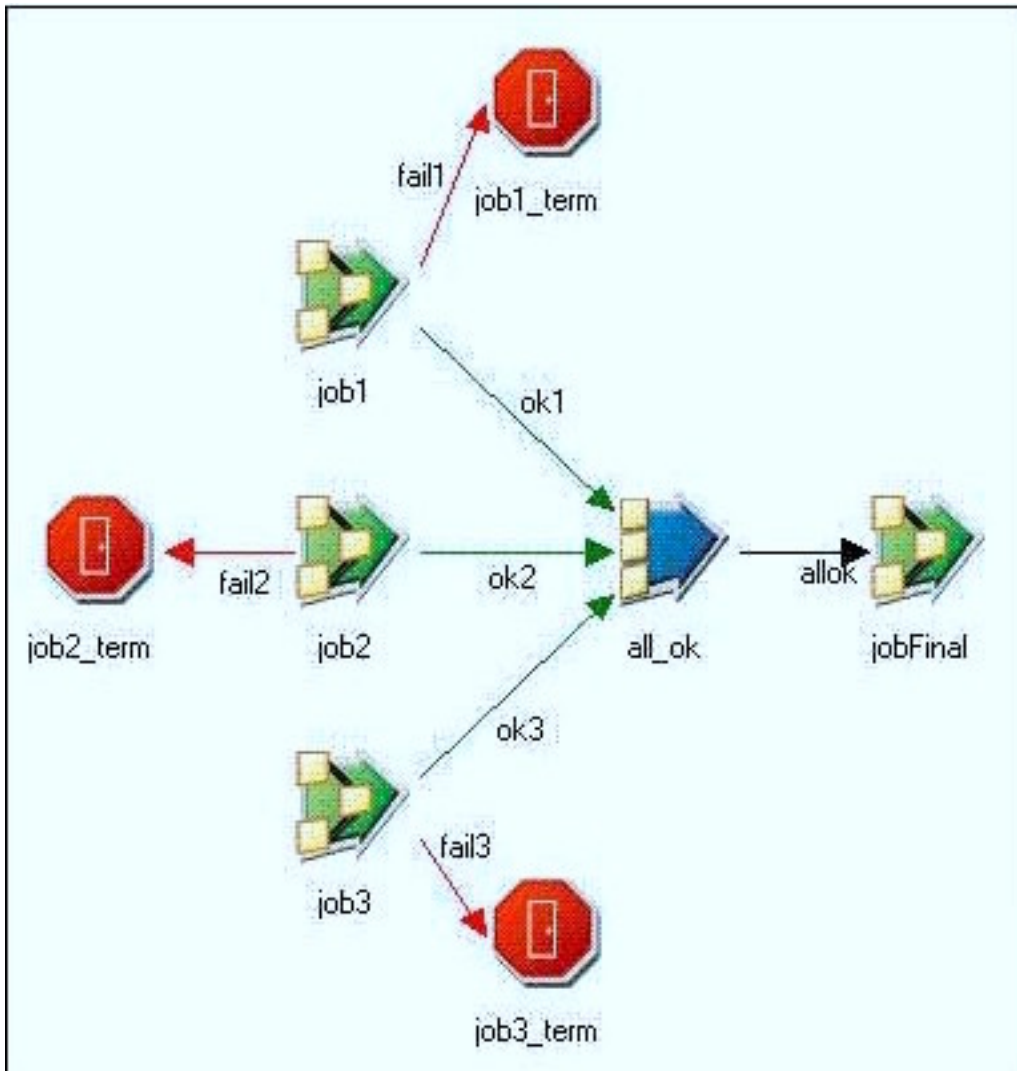 fail1
job1_term
job1
ok1
fail2
ok2
allok
job2_term
job2
all_ok
jobFinal
ok3
fail3
job3
job3_term